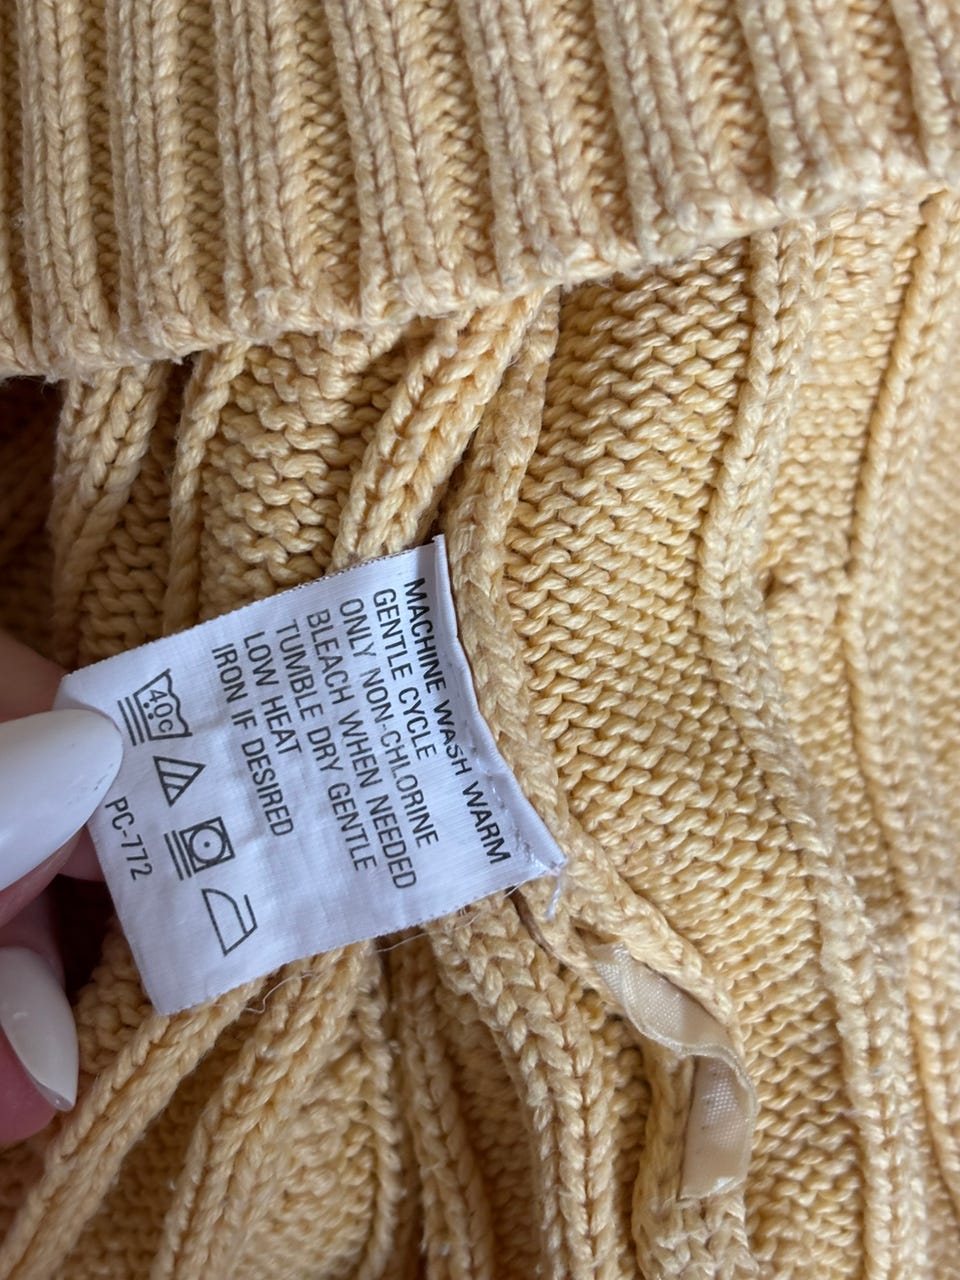 MACHINE WASH WARM
GENTLE CYCLE
ONLY NON-CHLORINE
BLEACH WHEN NEEDED
TUMBLE DRY GENTLE
LOW HEAT
IRON IF DESIRED
40C
PC-772